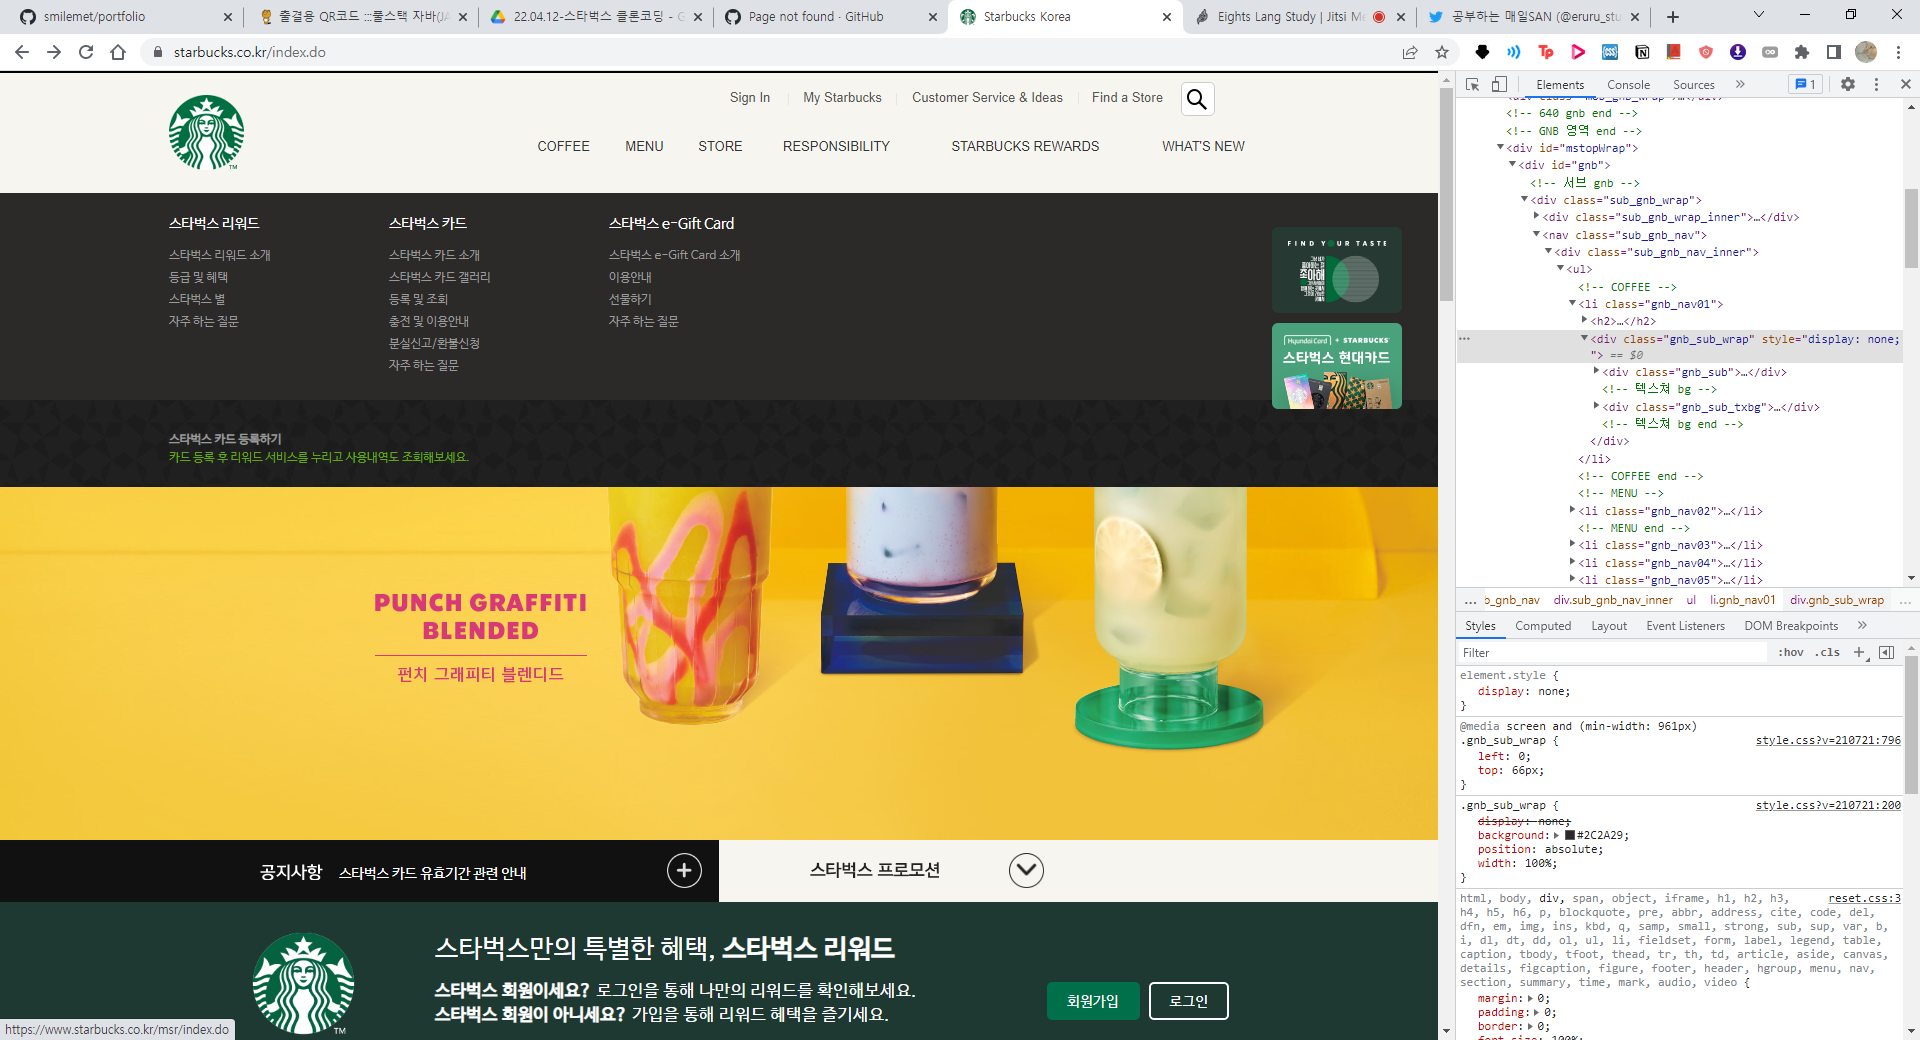 smilemet/portfolio
출결용 QR코드 :::풀스택 자바(JA
22.04.12-스타벅스 클론코딩 - G
Page not found · GitHub
Starbucks Korea
Eights Lang Study | Jitsi Me
공부하는 매일SAN (@eruru_stu
starbucks.co.kr/index.do
Sign In
My Starbucks
Customer Service & Ideas
Find a Store
COFFEE
MENU
STORE
RESPONSIBILITY
STARBUCKS REWARDS
WHAT'S NEW
스타벅스 리워드
스타벅스 리워드 소개
등급 및 혜택
스타벅스 별
자주 하는 질문
스타벅스 카드
스타벅스 카드 소개
스타벅스 카드 갤러리
등록 및 조회
충전 및 이용안내
분실신고/환불신청
자주 하는 질문
스타벅스 e-Gift Card
스타벅스 e-Gift Card 소개
이용안내
선물하기
자주 하는 질문
FIND YOUR TASTE
좋아해
HyundaiCard + STARBUCKS
스타벅스 현대카드
스타벅스 카드 등록하기
카드 등록 후 리워드 서비스를 누리고 사용내역도 조회해보세요.
PUNCH GRAFFITI
BLENDED
펀치 그래피티 블렌디드
공지사항
스타벅스 카드 유효기간 관련 안내
스타벅스 프로모션
스타벅스만의 특별한 혜택, 스타벅스 리워드
스타벅스 회원이세요? 로그인을 통해 나만의 리워드를 확인해보세요.
스타벅스 회원이 아니세요? 가입을 통해 리워드 혜택을 즐기세요.
회원가입
로그인
TM
https://www.starbucks.co.kr/msr/index.do
Elements
Console
Sources
»
1
<!-- 640 gnb end -->
<!-- GNB 영역 end -->
<div id="mstopWrap">
<div id="gnb">
<!-- 서브 gnb -->
<div class="sub_gnb_wrap">
<div class="sub_gnb_wrap_inner">…</div>
<nav class="sub_gnb_nav">
<div class="sub_gnb_nav_inner">
<ul>
<!-- COFFEE -->
<li class="gnb_nav01">
<h2>…</h2>
<div class="gnb_sub_wrap" style="display: none;
"> == $0
<div class="gnb_sub">…</div>
<!-- 텍스쳐 bg -->
<div class="gnb_sub_txbg">…</div>
<!-- 텍스쳐 bg end -->
</div>
</li>
<!-- COFFEE end -->
<!-- MENU -->
<li class="gnb_nav02">…</li>
<!-- MENU end -->
<li class="gnb_nav03">…</li>
<li class="gnb_nav04">…</li>
<li class="gnb_nav05">…</li>
… b_gnb_nav div.sub_gnb_nav_inner ul li.gnb_nav01 div.gnb_sub_wrap …
Styles
Computed
Layout
Event Listeners
DOM Breakpoints
»
Filter
:hov .cls +
element.style {
display: none;
}
@media screen and (min-width: 961px)
.gnb_sub_wrap { style.css?v=210721:796
left: 0;
top: 66px;
}
.gnb_sub_wrap { style.css?v=210721:200
display: none;
background: #2C2A29;
position: absolute;
width: 100%;
}
html, body, div, span, object, iframe, h1, h2, h3, reset.css:3
h4, h5, h6, p, blockquote, pre, abbr, address, cite, code, del,
dfn, em, img, ins, kbd, q, samp, small, strong, sub, sup, var, b,
i, dl, dt, dd, ol, ul, li, fieldset, form, label, legend, table,
caption, tbody, tfoot, thead, tr, th, td, article, aside, canvas,
details, figcaption, figure, footer, header, hgroup, menu, nav,
section, summary, time, mark, audio, video {
margin: 0;
padding: 0;
border: 0;
font-size: 100%;